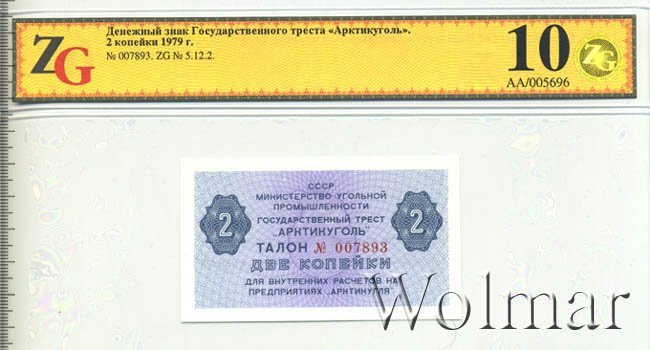 ZG
Денежный знак Государственного треста «Арктикуголь».
2 копейки 1979 г.
№ 007893. ZG № 5.12.2.
10
ZG
AA/005696
СССР
МИНИСТЕРСТВО УГОЛЬНОЙ
ПРОМЫШЛЕННОСТИ
ГОСУДАРСТВЕННЫЙ ТРЕСТ
„АРКТИКУГОЛЬ"
2
2
ТАЛОН № 007893
ДВЕ КОПЕЙКИ
ДЛЯ ВНУТРЕННИХ РАСЧЕТОВ НА
ПРЕДПРИЯТИЯХ „АРКТИКУГЛЯ"
Wolmar